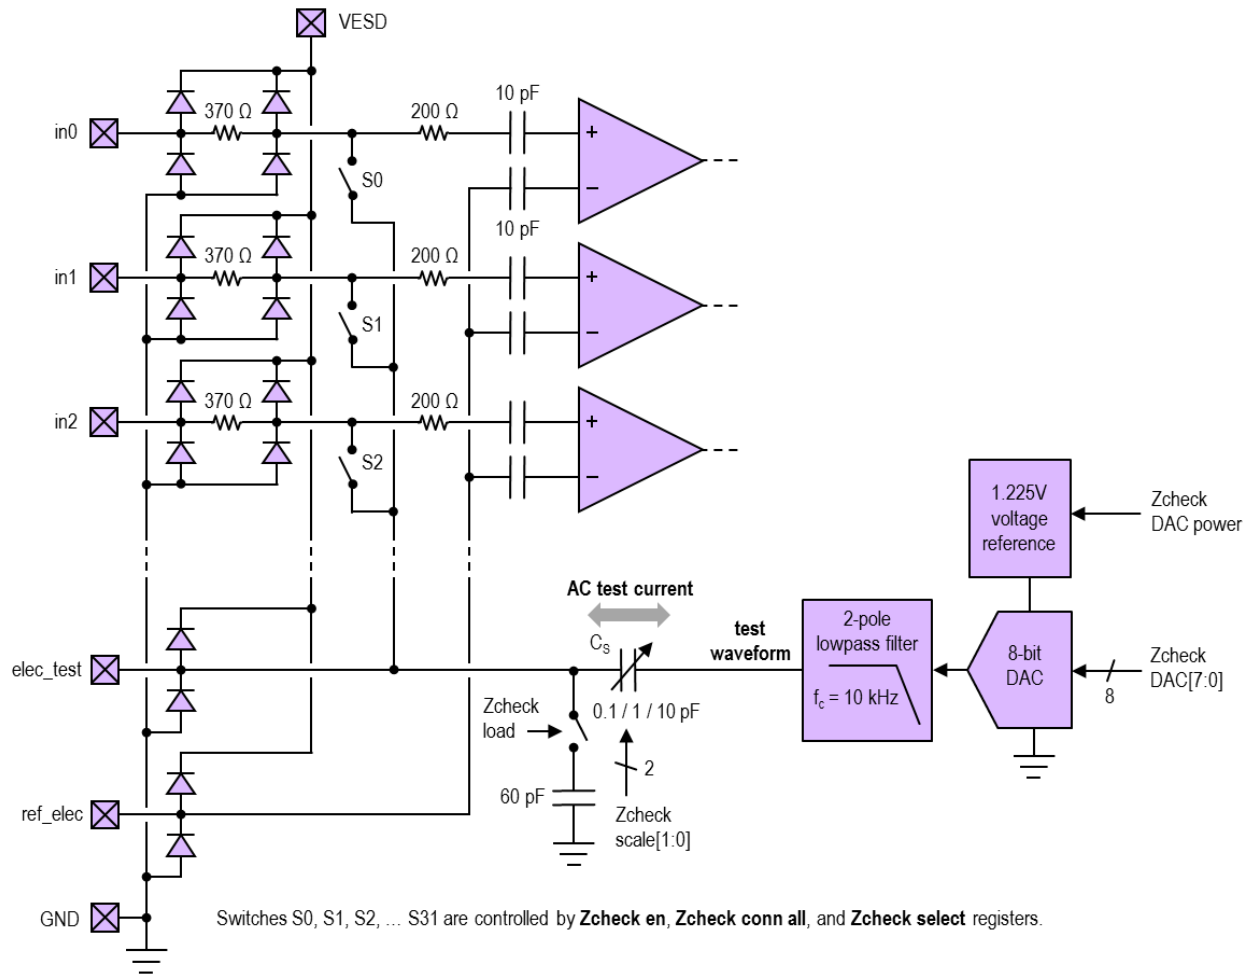 VESD
in0
370 Ω
200 Ω
10 pF
+
−
S0
10 pF
in1
370 Ω
200 Ω
+
−
S1
in2
370 Ω
200 Ω
+
−
S2
1.225V
voltage
reference
Zcheck
DAC power
AC test current
elec_test
Cs
0.1 / 1 / 10 pF
test
waveform
2-pole
lowpass filter
fc = 10 kHz
8-bit
DAC
8
Zcheck
DAC[7:0]
Zcheck
load
2
60 pF
Zcheck
scale[1:0]
ref_elec
GND
Switches S0, S1, S2, ... S31 are controlled by Zcheck en, Zcheck conn all, and Zcheck select registers.